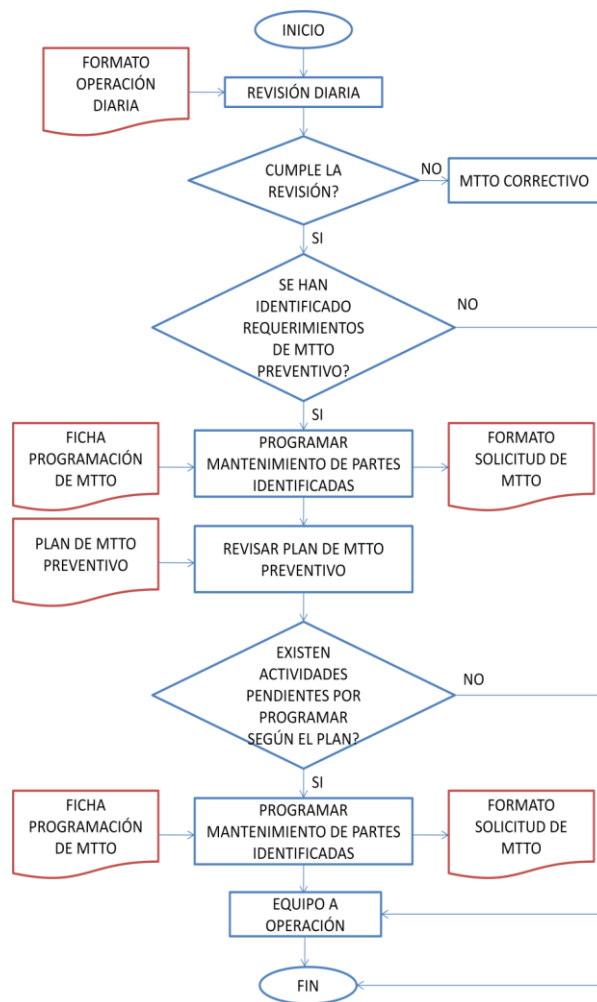 INICIO
FORMATO
OPERACIÓN
DIARIA
REVISIÓN DIARIA
CUMPLE LA
REVISIÓN?
NO
MTTO CORRECTIVO
SI
SE HAN
IDENTIFICADO
REQUERIMIENTOS
DE MTTO
PREVENTIVO?
NO
SI
FICHA
PROGRAMACIÓN
DE MTTO
PROGRAMAR
MANTENIMIENTO DE PARTES
IDENTIFICADAS
FORMATO
SOLICITUD DE
MTTO
PLAN DE MTTO
PREVENTIVO
REVISAR PLAN DE MTTO
PREVENTIVO
EXISTEN
ACTIVIDADES
PENDIENTES POR
PROGRAMAR
SEGÚN EL PLAN?
NO
SI
FICHA
PROGRAMACIÓN
DE MTTO
PROGRAMAR
MANTENIMIENTO DE PARTES
IDENTIFICADAS
FORMATO
SOLICITUD DE
MTTO
EQUIPO A
OPERACIÓN
FIN